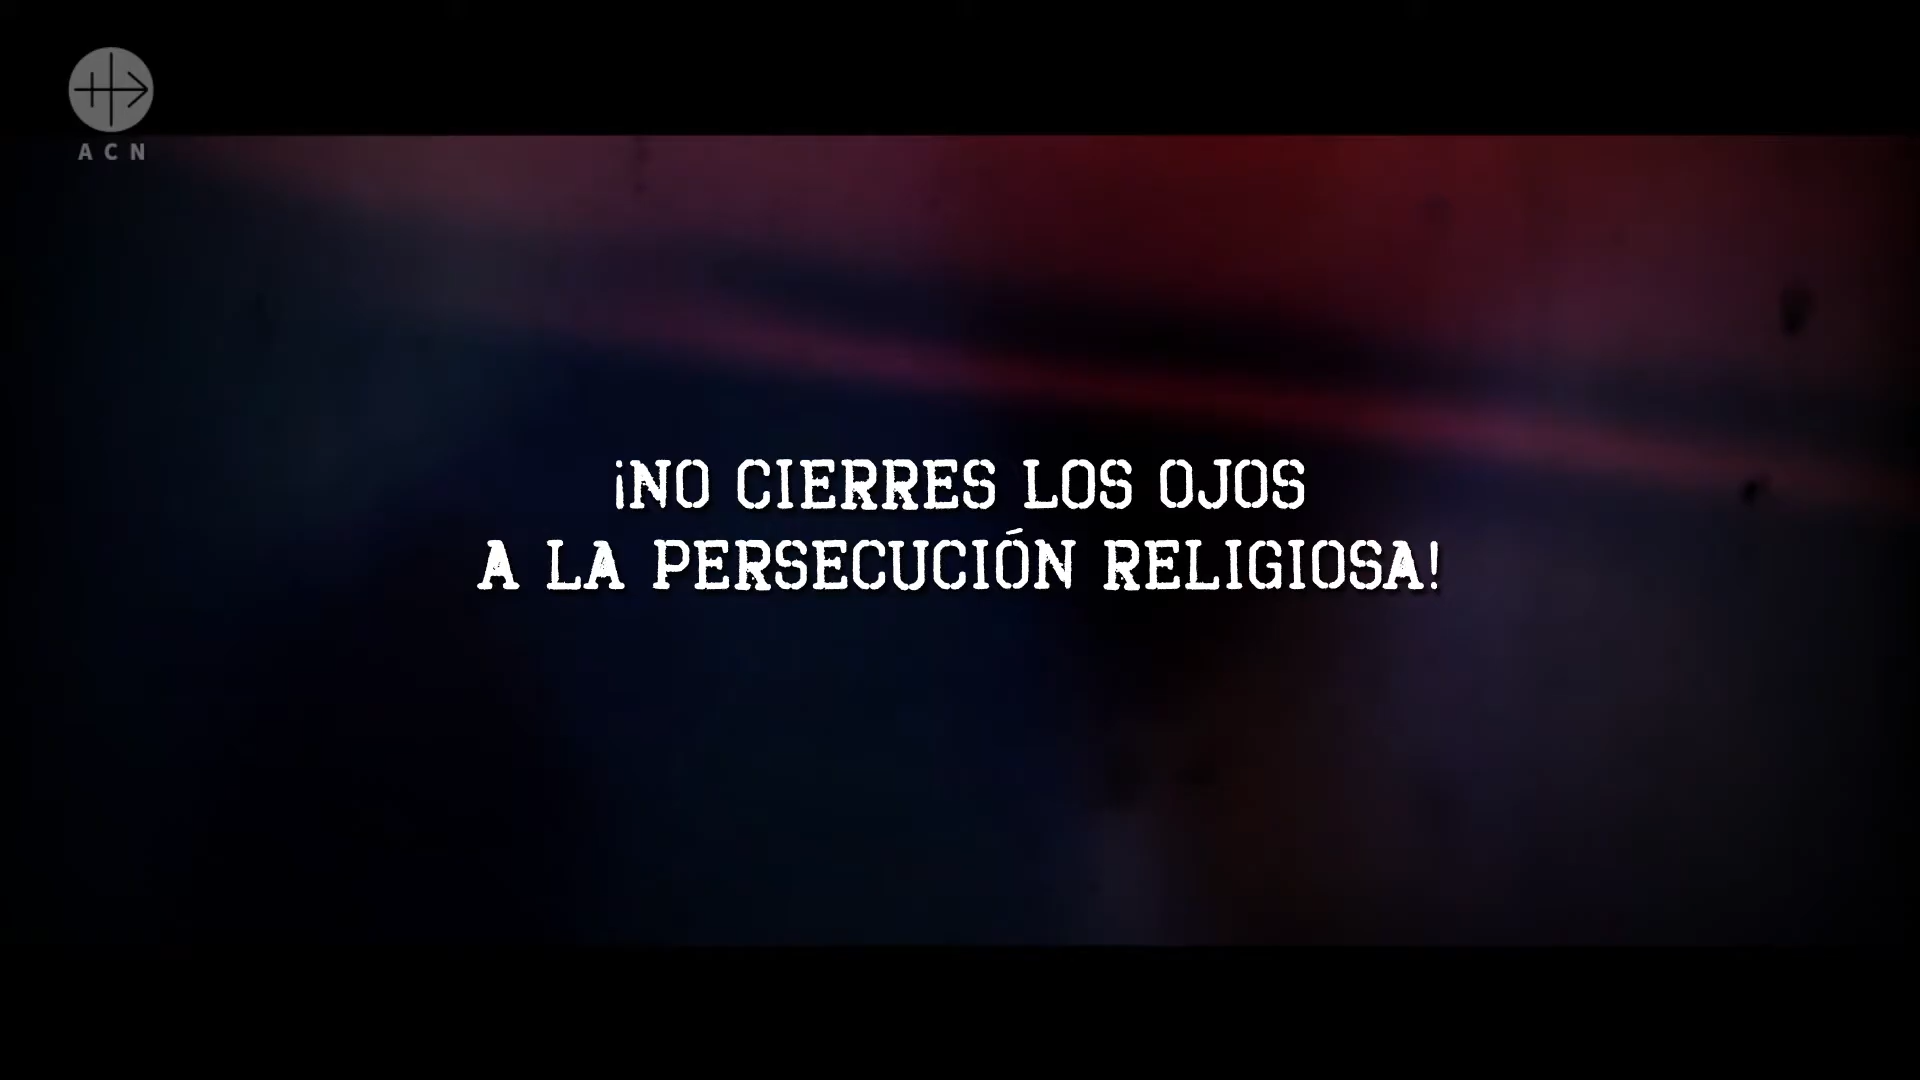 ACN
¡NO CIERRES LOS OJOS
A LA PERSECUCIÓN RELIGIOSA!